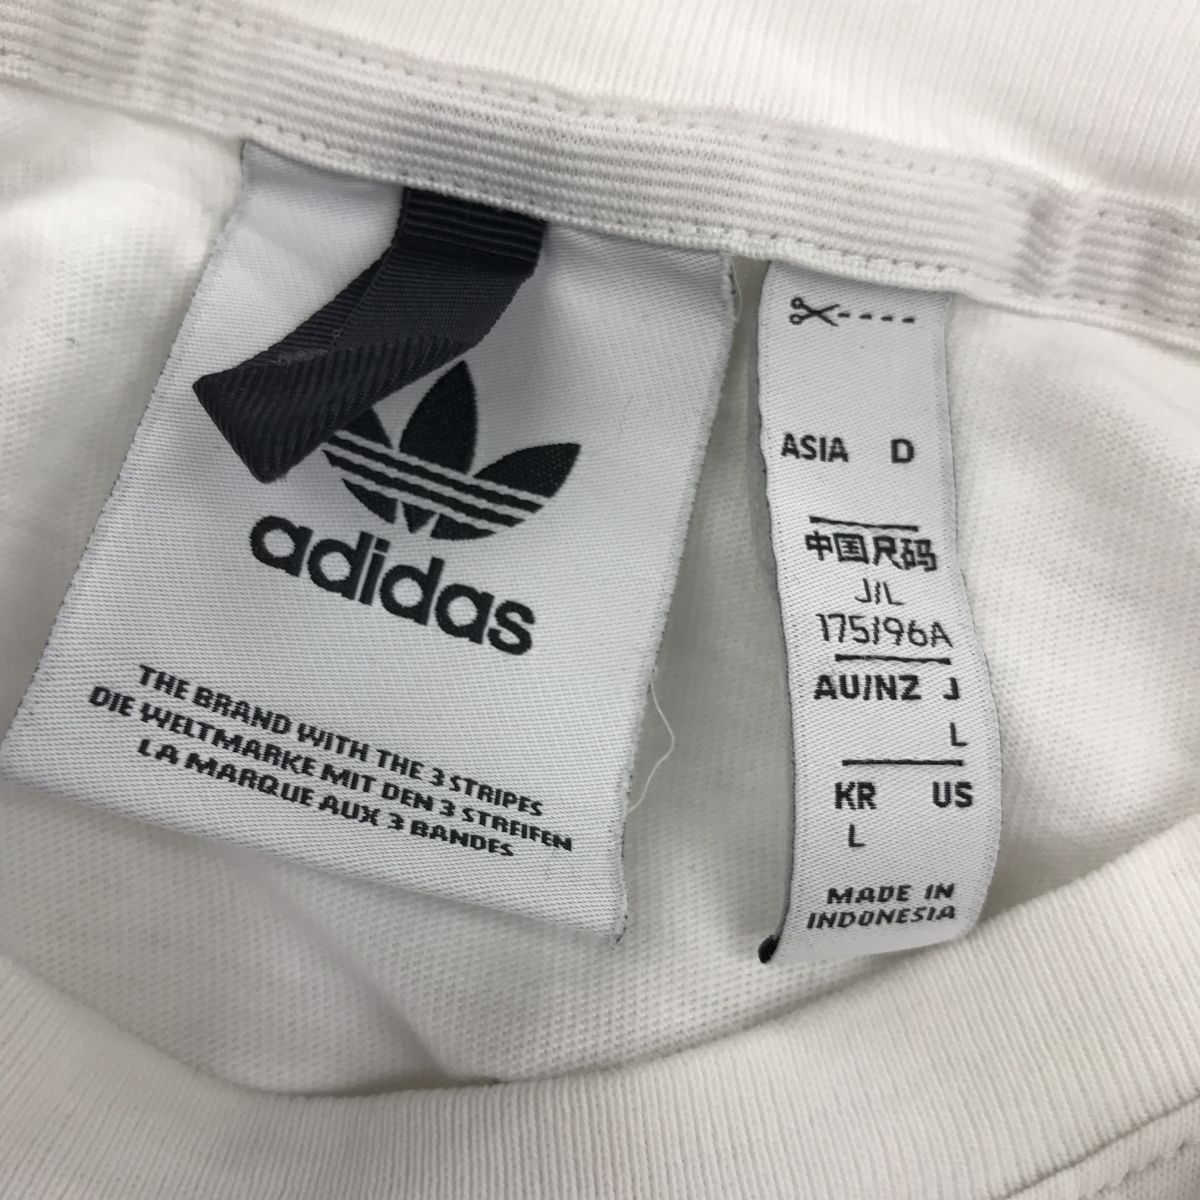 adidas
THE BRAND WITH THE 3 STRIPES
DIE WELTMARKE MIT DEN 3 STREIFEN
LA MARQUE AUX 3 BANDES
ASIA D
中国尺码
J/L
175/96A
AU/NZ J
L
KR US
L
MADE IN
INDONESIA